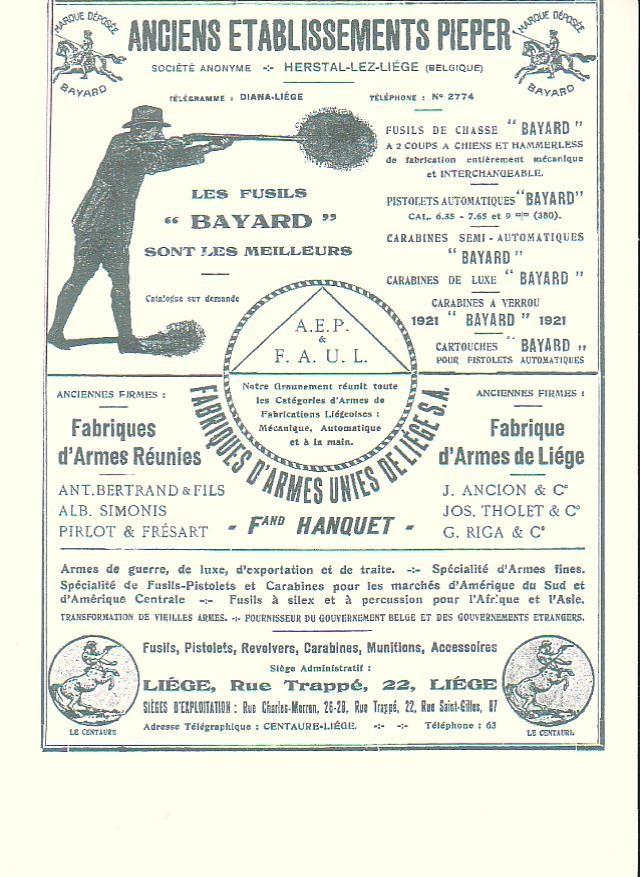 MARQUE DÉPOSÉE
BAYARD
ANCIENS ETABLISSEMENTS PIEPER
MARQUE DÉPOSÉE
BAYARD
SOCIÉTÉ ANONYME -:- HERSTAL-LEZ-LIÉGE (BELGIQUE)
TÉLÉGRAMME : DIANA-LIÉGE TÉLÉPHONE : Nº 2774
LES FUSILS
“ BAYARD ”
SONT LES MEILLEURS
Catalogue sur demande
FUSILS DE CHASSE “ BAYARD ”
A 2 COUPS A CHIENS ET HAMMERLESS
de fabrication entièrement mécanique
et INTERCHANGEABLE.
PISTOLETS AUTOMATIQUES “BAYARD”
CAL. 6.35 - 7.65 et 9 m/m (380).
CARABINES SEMI-AUTOMATIQUES
“ BAYARD ”
CARABINES DE LUXE “ BAYARD ”
CARABINES A VERROU
1921 “ BAYARD ” 1921
CARTOUCHES “ BAYARD ”
POUR PISTOLETS AUTOMATIQUES
A.E.P.
&
F. A. U. L.
Notre Groupement réunit toute
les Catégories d'Armes de
Fabrications Liégeoises :
Mécanique, Automatique
et à la main.
FABRIQUES D'ARMES UNIES DE LIÉGE S.A.
- FAND HANQUET -
ANCIENNES FIRMES :
Fabriques
d'Armes Réunies
ANT. BERTRAND & FILS
ALB. SIMONIS
PIRLOT & FRÉSART
ANCIENNES FIRMES :
Fabrique
d'Armes de Liége
J. ANCION & Cº
JOS. THOLET & Cº
G. RIGA & Cº
Armes de guerre, de luxe, d'exportation et de traite. -:- Spécialité d'Armes fines.
Spécialité de Fusils-Pistolets et Carabines pour les marchés d'Amérique du Sud et
d'Amérique Centrale -:- Fusils à silex et à percussion pour l'Afrique et l'Asie.
TRANSFORMATION DE VIEILLES ARMES. -:- FOURNISSEUR DU GOUVERNEMENT BELGE ET DES GOUVERNEMENTS ETRANGERS.
Fusils, Pistolets, Revolvers, Carabines, Munitions, Accessoires
Siège Administratif :
LIÉGE, Rue Trappé, 22, LIÉGE
SIÈGES D'EXPLOITATION : Rue Charles-Morren, 26-28, Rue Trappé, 22, Rue Saint-Gilles, 87
Adresse Télégraphique : CENTAURE-LIÉGE. -:- -:- Téléphone : 63
LE CENTAURE
LE CENTAURE